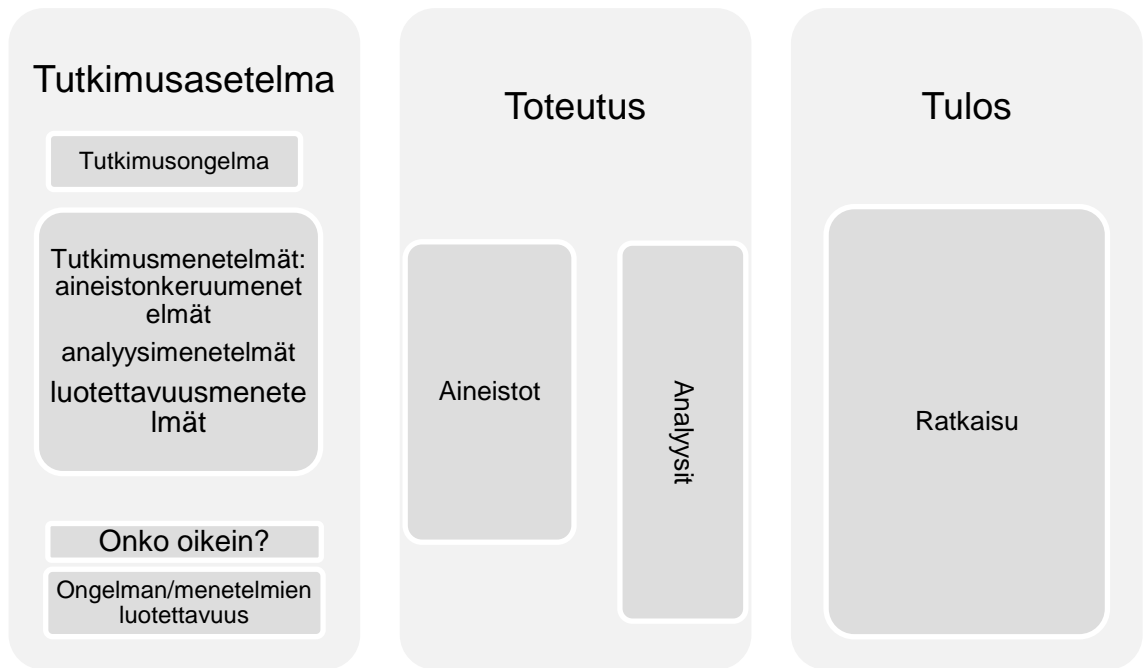 Tutkimusasetelma
Tutkimusongelma
Tutkimusmenetelmät:
aineistonkeruumenet
elmät
analyysimenetelmät
luotettavuusmenete
lmät
Onko oikein?
Ongelman/menetelmien
luotettavuus
Toteutus
Aineistot
Analyysit
Tulos
Ratkaisu